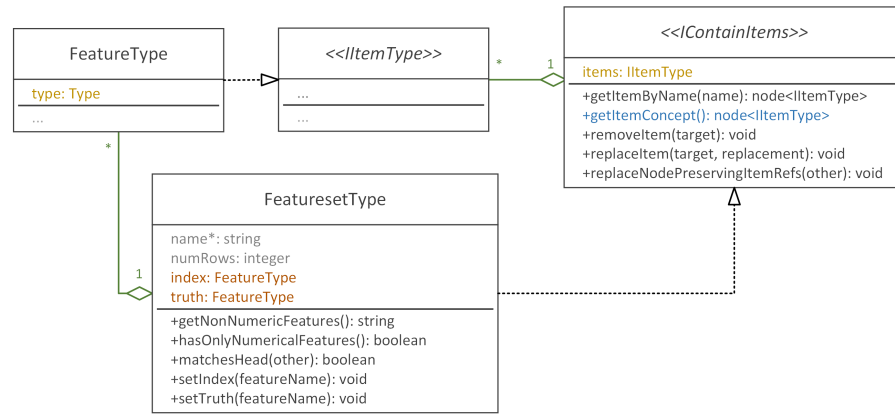 FeatureType
type: Type
...
<<IItemType>>
...
...
* 1
<<IContainItems>>
items: IItemType
+getItemByName(name): node<IItemType>
+getItemConcept(): node<IItemType>
+removeItem(target): void
+replaceItem(target, replacement): void
+replaceNodePreservingItemRefs(other): void
*
1
FeaturesetType
name*: string
numRows: integer
index: FeatureType
truth: FeatureType
+getNonNumericFeatures(): string
+hasOnlyNumericalFeatures(): boolean
+matchesHead(other): boolean
+setIndex(featureName): void
+setTruth(featureName): void